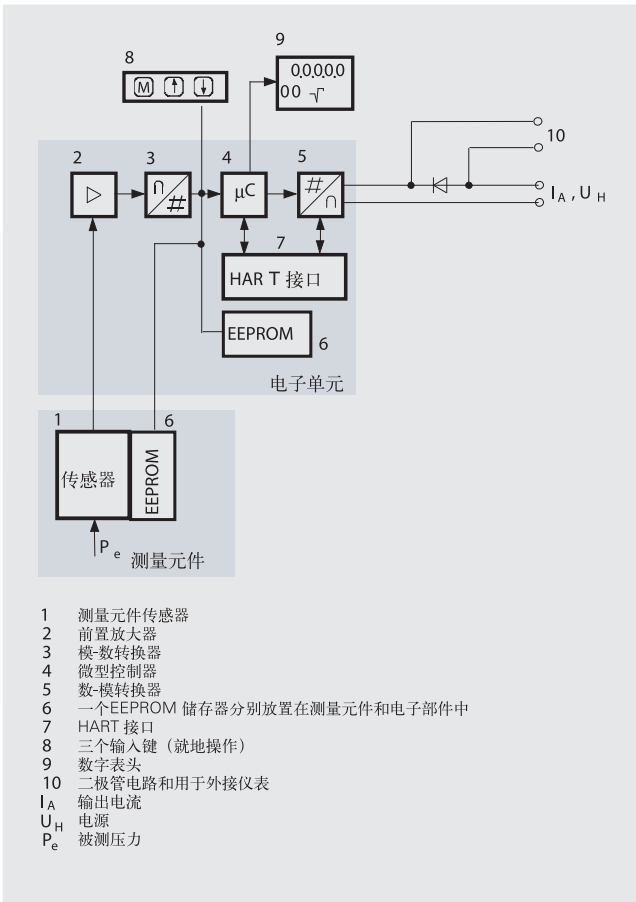 8
9
M
0.0.0.0.0
00
2
3
4
5
10
μC
#
#
I A , U H
7
HAR T 接口
EEPROM
6
电子单元
1
6
传感器
EEPROM
P e
测量元件
1 测量元件传感器
2 前置放大器
3 模-数转换器
4 微型控制器
5 数-模转换器
6 一个EEPROM 储存器分别放置在测量元件和电子部件中
7 HART 接口
8 三个输入键（就地操作）
9 数字表头
10 二极管电路和用于外接仪表
I A 输出电流
U H 电源
P e 被测压力